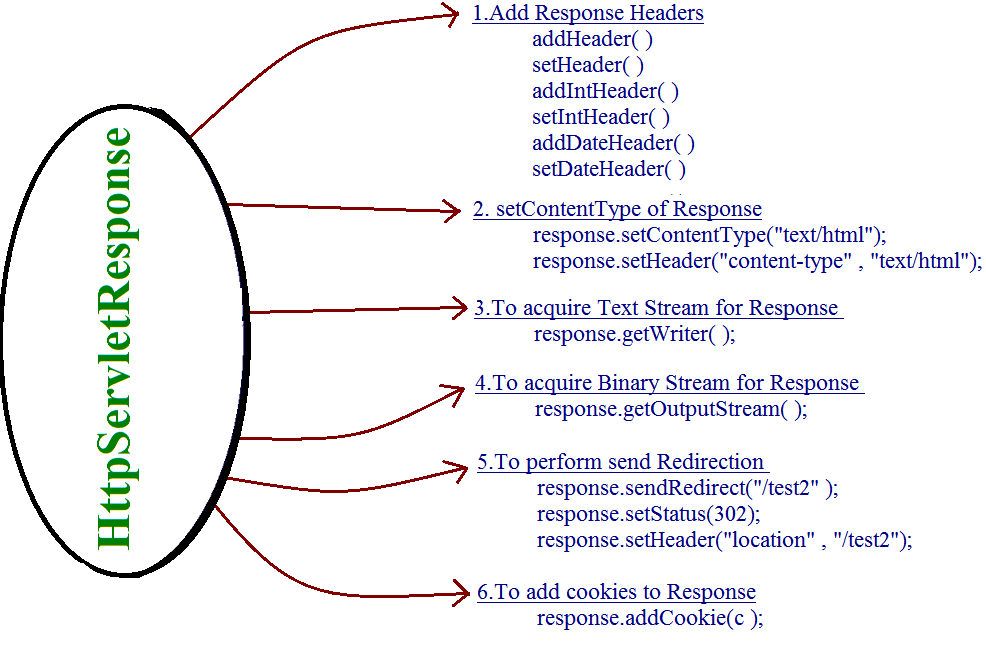 HttpServletResponse
1.Add Response Headers
addHeader( )
setHeader( )
addIntHeader( )
setIntHeader( )
addDateHeader( )
setDateHeader( )
2. setContentType of Response
response.setContentType("text/html");
response.setHeader("content-type" , "text/html");
3.To acquire Text Stream for Response
response.getWriter( );
4.To acquire Binary Stream for Response
response.getOutputStream( );
5.To perform send Redirection
response.sendRedirect("/test2" );
response.setStatus(302);
response.setHeader("location" , "/test2");
6.To add cookies to Response
response.addCookie(c );